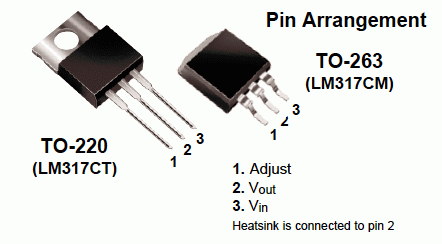 Pin Arrangement
TO-263
(LM317CM)
3
2
1
TO-220
(LM317CT)
3
2
1
1. Adjust
2. Vout
3. Vin
Heatsink is connected to pin 2